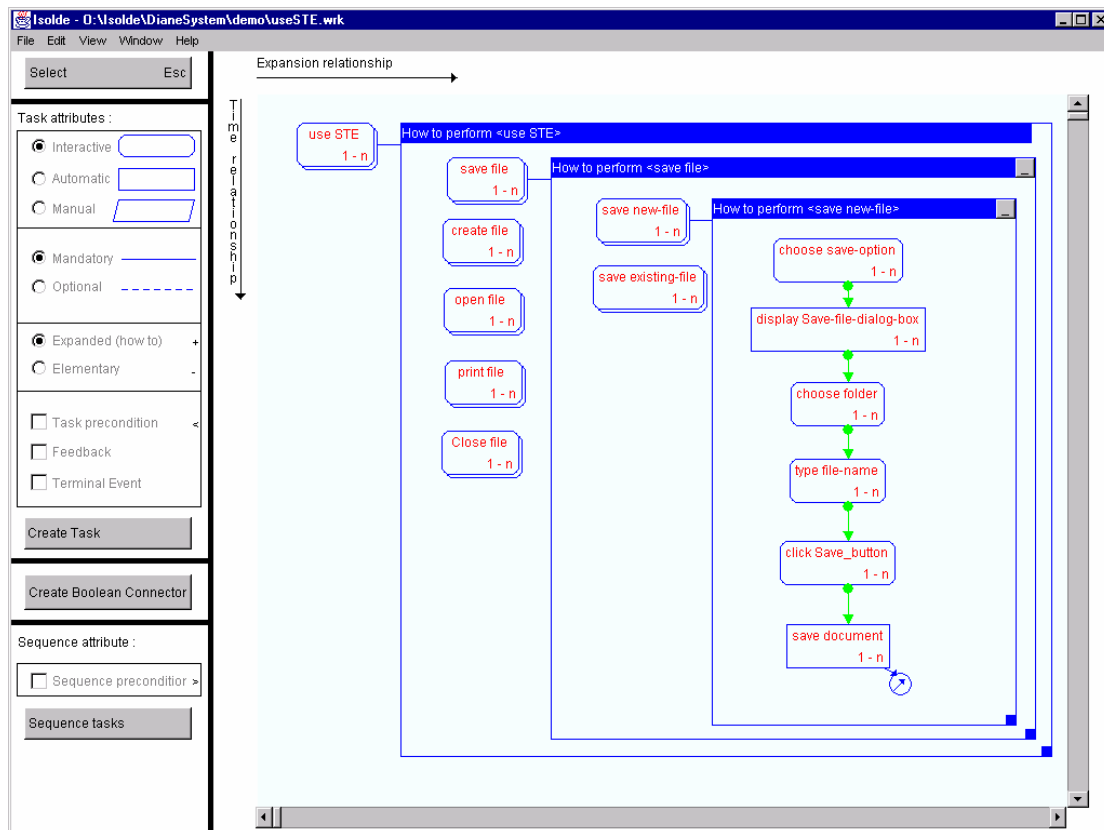 Isolde - O:\Isolde\DianeSystem\demo\useSTE.wrk
File Edit View Window Help
Select Esc
Task attributes :
Interactive
Automatic
Manual
Mandatory
Optional
Expanded (how to) +
Elementary -
Task precondition <
Feedback
Terminal Event
Create Task
Create Boolean Connector
Sequence attribute :
Sequence preconditior »
Sequence tasks
Expansion relationship
Time relationship
use STE
1 - n
How to perform <use STE>
save file
1 - n
create file
1 - n
open file
1 - n
print file
1 - n
Close file
1 - n
How to perform <save file>
save new-file
1 - n
save existing-file
1 - n
How to perform <save new-file>
choose save-option
1 - n
display Save-file-dialog-box
1 - n
choose folder
1 - n
type file-name
1 - n
click Save_button
1 - n
save document
1 - n